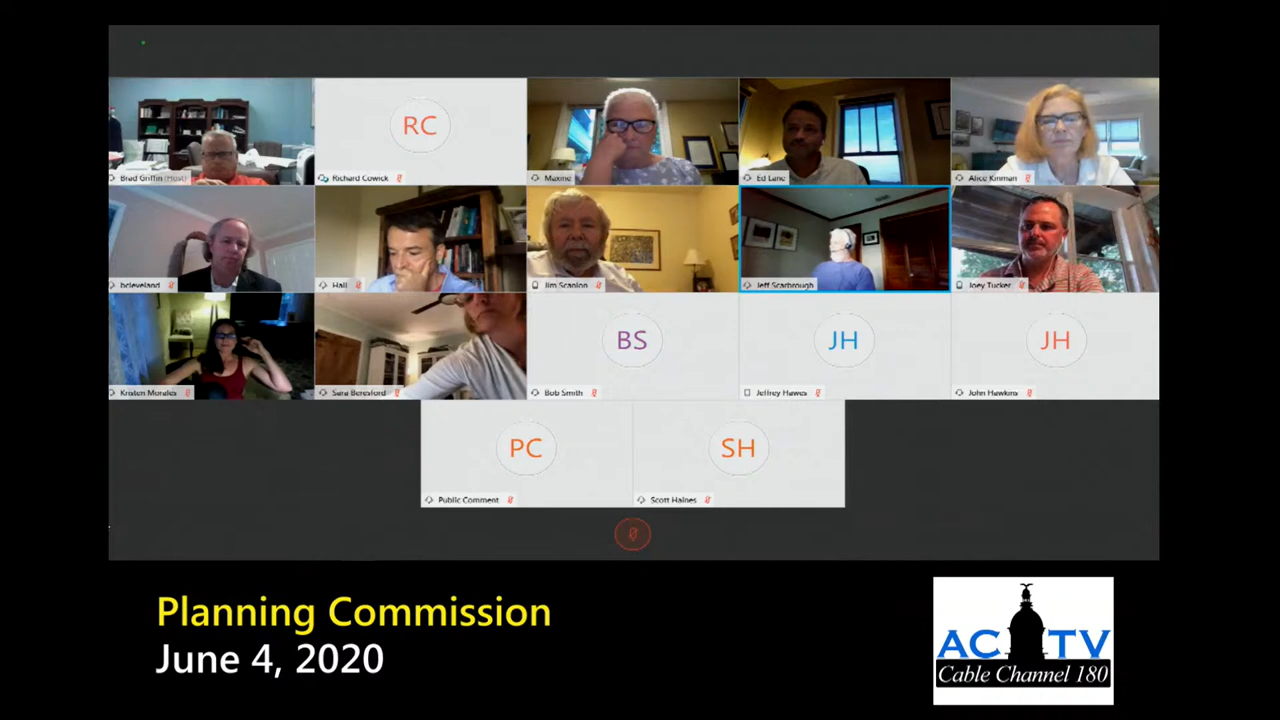 RC
Brad Griffin (Host)
Richard Cowick
Maxine
Ed Lane
Alice Kinman
bcleveland
Hall
Jim Scanlon
Jeff Scarbrough
Joey Tucker
BS
JH
JH
Kristen Morales
Sara Beresford
Bob Smith
Jeffrey Hawes
John Hawkins
PC
SH
Public Comment
Scott Haines
Planning Commission
June 4, 2020
AC TV
Cable Channel 180